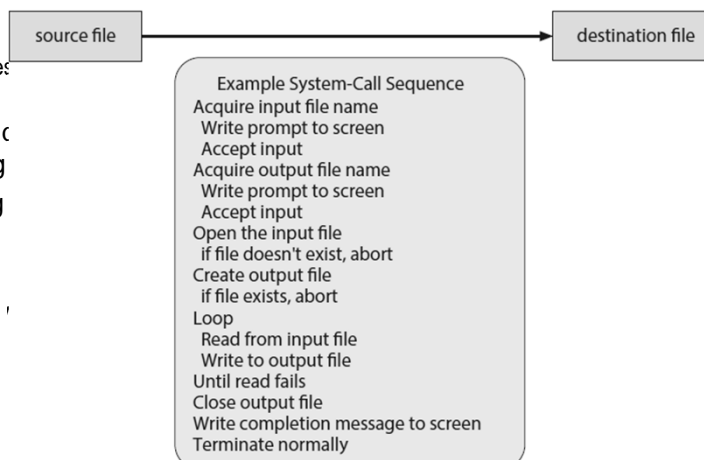 source file
destination file
Example System-Call Sequence
Acquire input file name
Write prompt to screen
Accept input
Acquire output file name
Write prompt to screen
Accept input
Open the input file
if file doesn't exist, abort
Create output file
if file exists, abort
Loop
Read from input file
Write to output file
Until read fails
Close output file
Write completion message to screen
Terminate normally